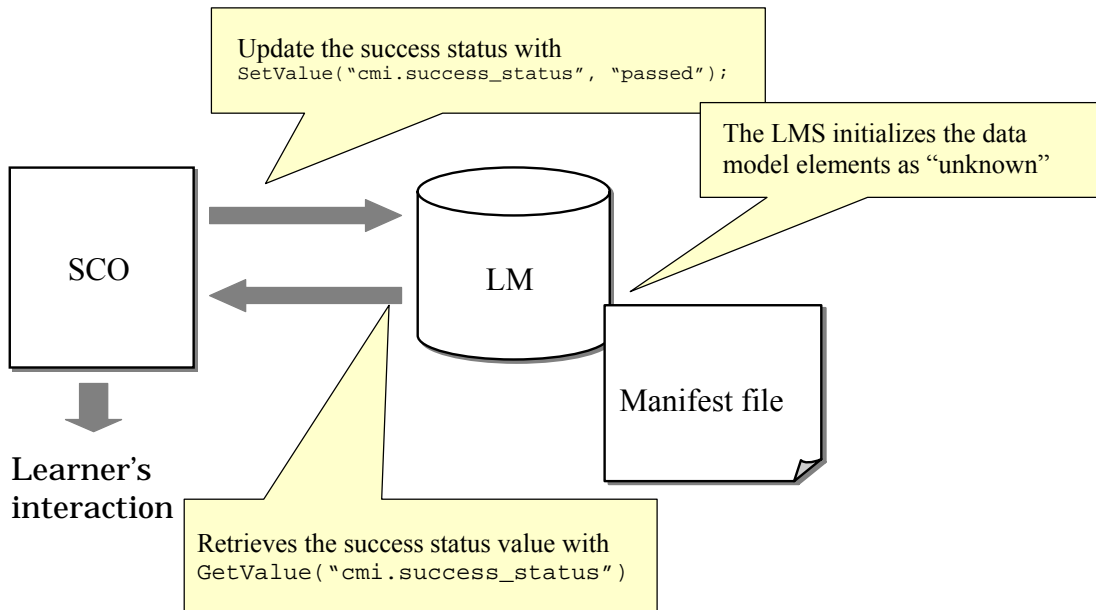 Update the success status with
SetValue(“cmi.success_status”, “passed”);
The LMS initializes the data
model elements as “unknown”
SCO
LM
Manifest file
Learner's
interaction
Retrieves the success status value with
GetValue(“cmi.success_status”)